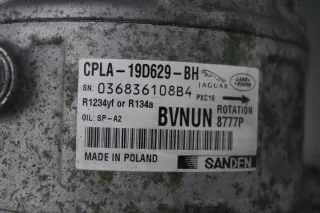 CPLA-19D629-BH
JAGUAR
LAND ROVER
SN: 036836108B4
PXC16
R1234yf or R134a
BVNUN
ROTATION
8777P
OIL: SP-A2
MADE IN POLAND
SANDEN